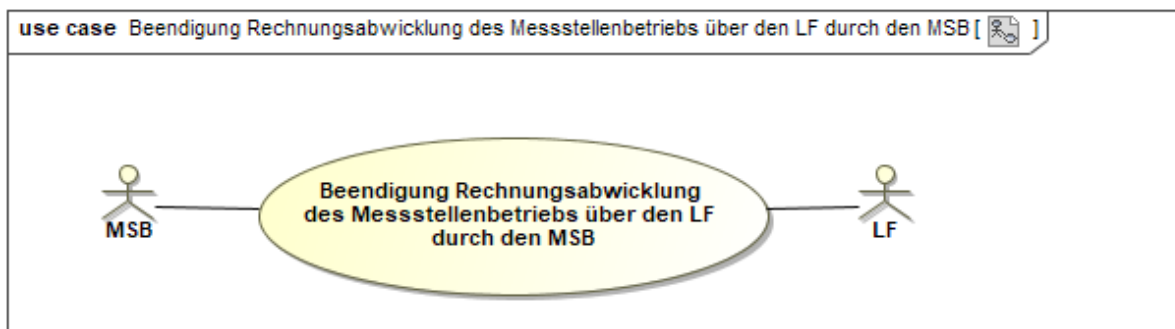 use case Beendigung Rechnungsabwicklung des Messstellenbetriebs über den LF durch den MSB [ ]
Beendigung Rechnungsabwicklung
des Messstellenbetriebs über den LF
durch den MSB
MSB
LF